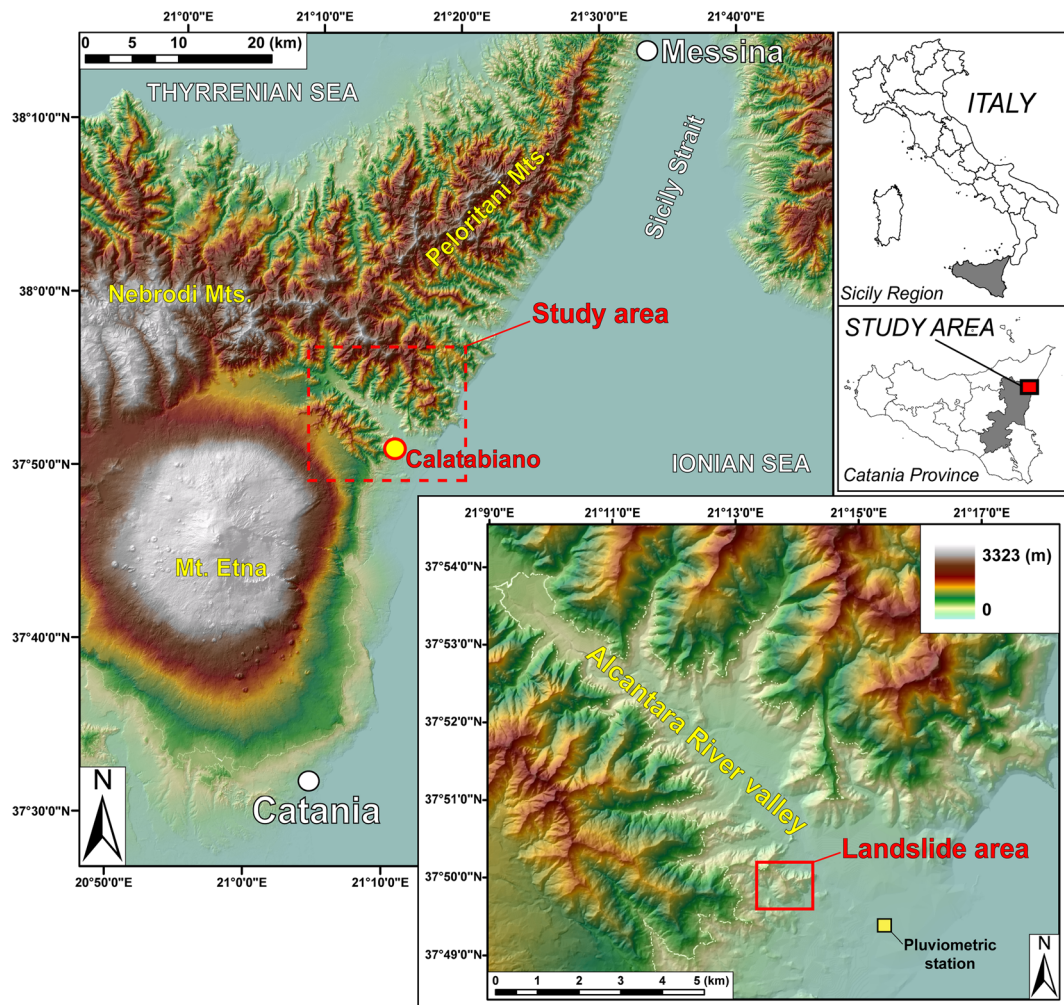 21°0'0"E
21°10'0"E
21°20'0"E
21°30'0"E
21°40'0"E
0 5 10 20 (km)
Messina
THYRRENIAN SEA
38°10'0"N
Peloritani Mts.
Sicily Strait
38°0'0"N
Nebrodi Mts.
Study area
37°50'0"N
Calatabiano
IONIAN SEA
Mt. Etna
37°40'0"N
N
Catania
37°30'0"N
20°50'0"E
21°0'0"E
21°10'0"E
ITALY
Sicily Region
STUDY AREA
Catania Province
21°9'0"E
21°11'0"E
21°13'0"E
21°15'0"E
21°17'0"E
3323 (m)
0
37°54'0"N
37°53'0"N
37°52'0"N
37°51'0"N
37°50'0"N
37°49'0"N
Alcantara River valley
Landslide area
Pluviometric
station
N
0 1 2 3 4 5 (km)